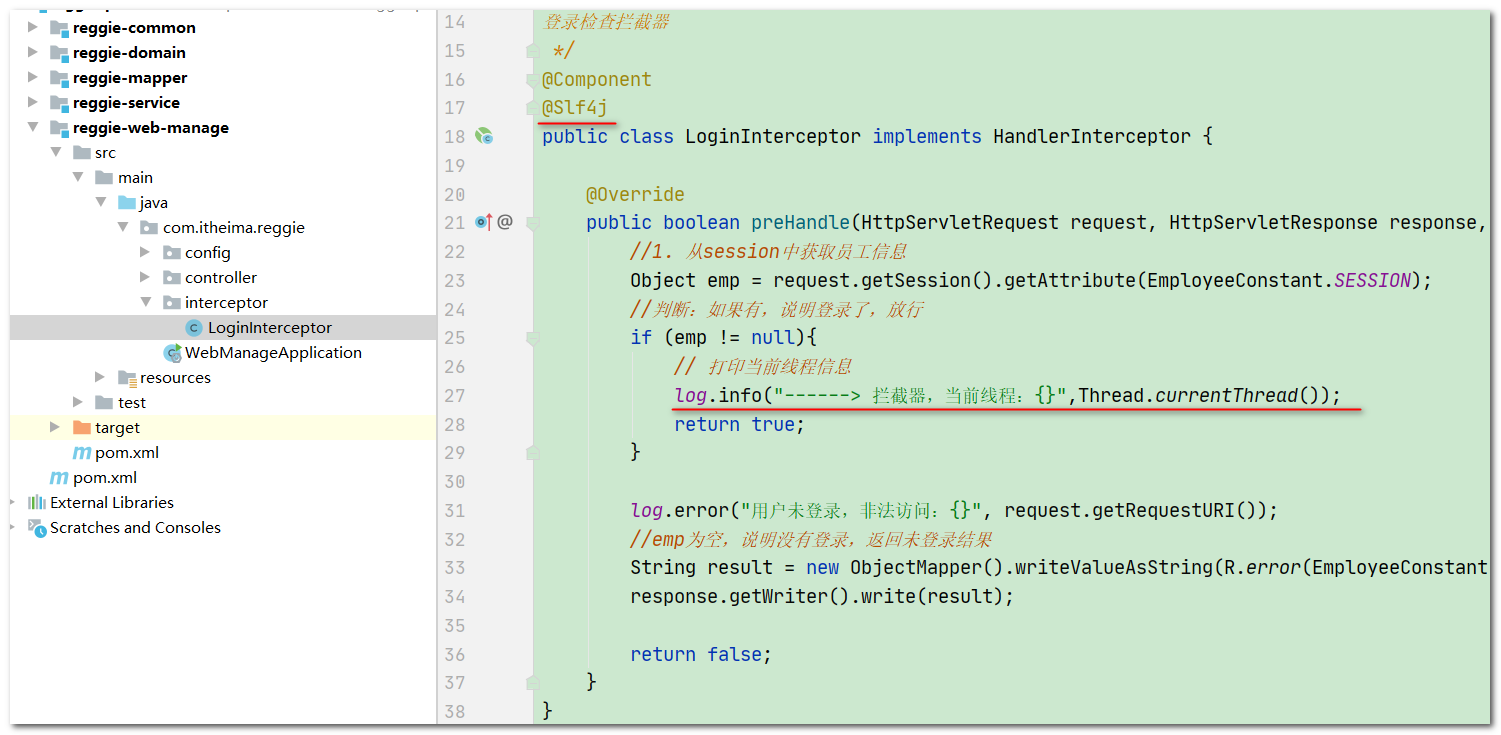 reggie-common
reggie-domain
reggie-mapper
reggie-service
reggie-web-manage
src
main
java
com.itheima.reggie
config
controller
interceptor
LoginInterceptor
WebManageApplication
resources
test
target
pom.xml
pom.xml
External Libraries
Scratches and Consoles
14 登录检查拦截器
15 */
16 @Component
17 @Slf4j
18 public class LoginInterceptor implements HandlerInterceptor {
19
20 @Override
21 public boolean preHandle(HttpServletRequest request, HttpServletResponse response,
22 //1. 从session中获取员工信息
23 Object emp = request.getSession().getAttribute(EmployeeConstant.SESSION);
24 //判断：如果有，说明登录了，放行
25 if (emp != null){
26 // 打印当前线程信息
27 log.info("------> 拦截器，当前线程：{}",Thread.currentThread());
28 return true;
29 }
30
31 log.error("用户未登录，非法访问：{}", request.getRequestURI());
32 //emp为空，说明没有登录，返回未登录结果
33 String result = new ObjectMapper().writeValueAsString(R.error(EmployeeConstant
34 response.getWriter().write(result);
35
36 return false;
37 }
38 }